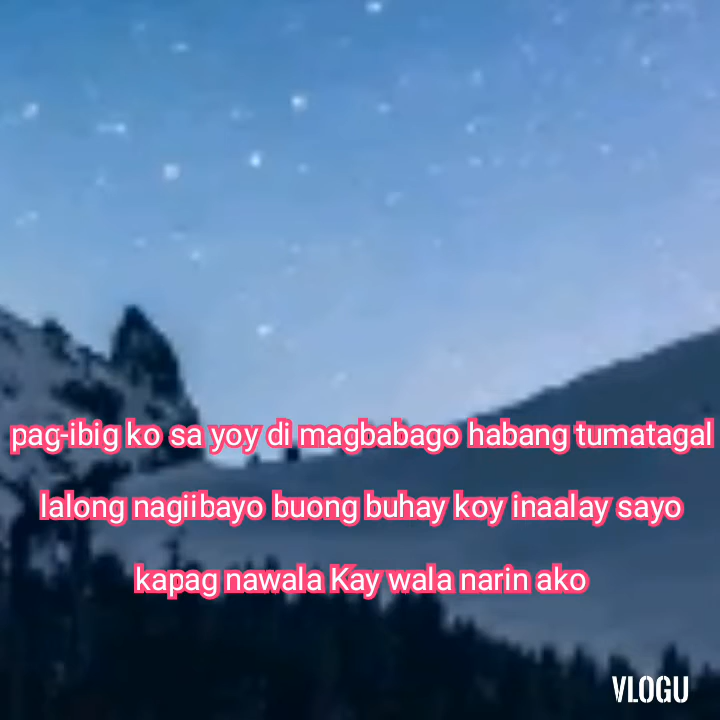 pag-ibig ko sa yoy di magbabago habang tumatagal
lalong nagiibayo buong buhay koy inaalay sayo
kapag nawala Kay wala narin ako
VLOGU